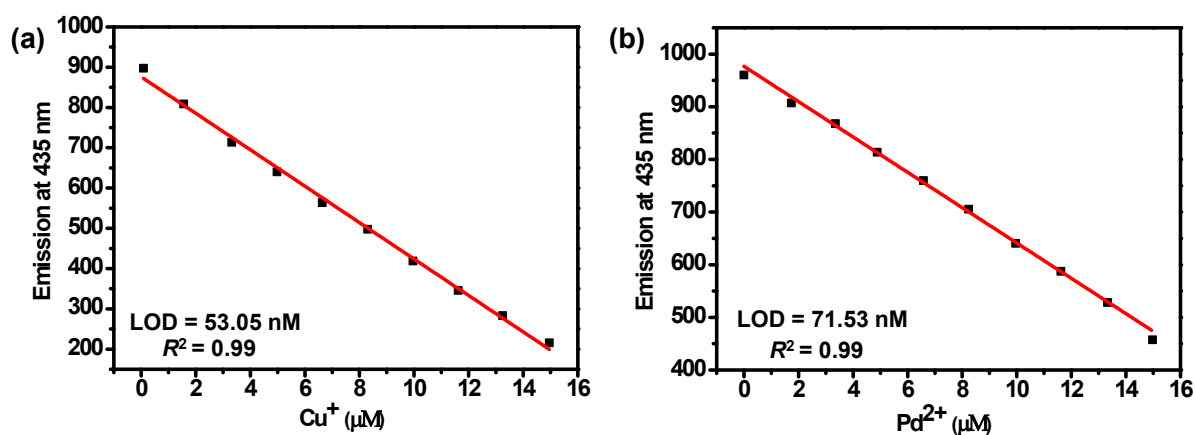 (a)
Emission at 435 nm
1000
900
800
700
600
500
400
300
200
LOD = 53.05 nM
R² = 0.99
0 2 4 6 8 10 12 14 16
Cu⁺ (μM)
(b)
Emission at 435 nm
1000
900
800
700
600
500
400
LOD = 71.53 nM
R² = 0.99
0 2 4 6 8 10 12 14 16
Pd²⁺ (μM)